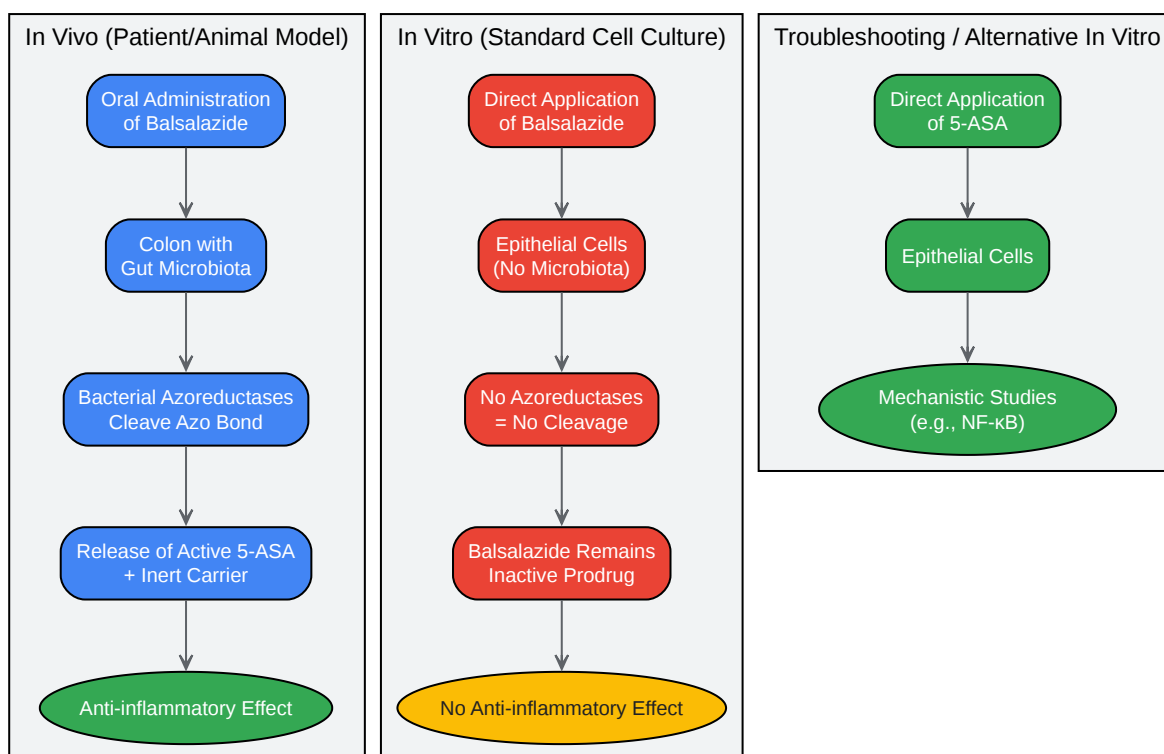 In Vivo (Patient/Animal Model)
Oral Administration
of Balsalazide
Colon with
Gut Microbiota
Bacterial Azoreductases
Cleave Azo Bond
Release of Active 5-ASA
+ Inert Carrier
Anti-inflammatory Effect
In Vitro (Standard Cell Culture)
Direct Application
of Balsalazide
Epithelial Cells
(No Microbiota)
No Azoreductases
= No Cleavage
Balsalazide Remains
Inactive Prodrug
No Anti-inflammatory Effect
Troubleshooting / Alternative In Vitro
Direct Application
of 5-ASA
Epithelial Cells
Mechanistic Studies
(e.g., NF-κB)